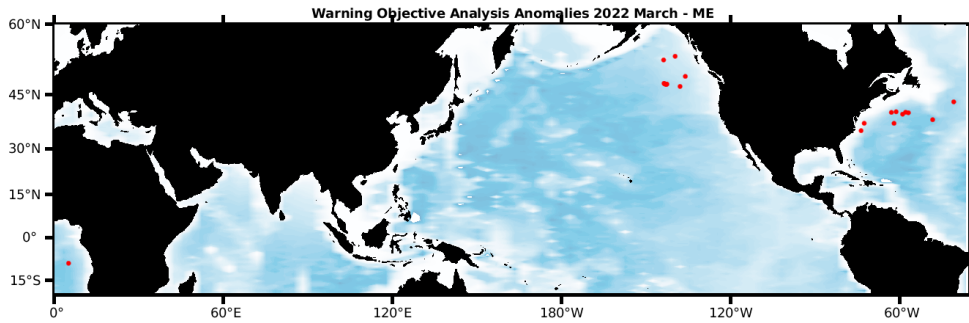 Warning Objective Analysis Anomalies 2022 March - ME
60°N
45°N
30°N
15°N
0°
15°S
0° 60°E 120°E 180°W 120°W 60°W